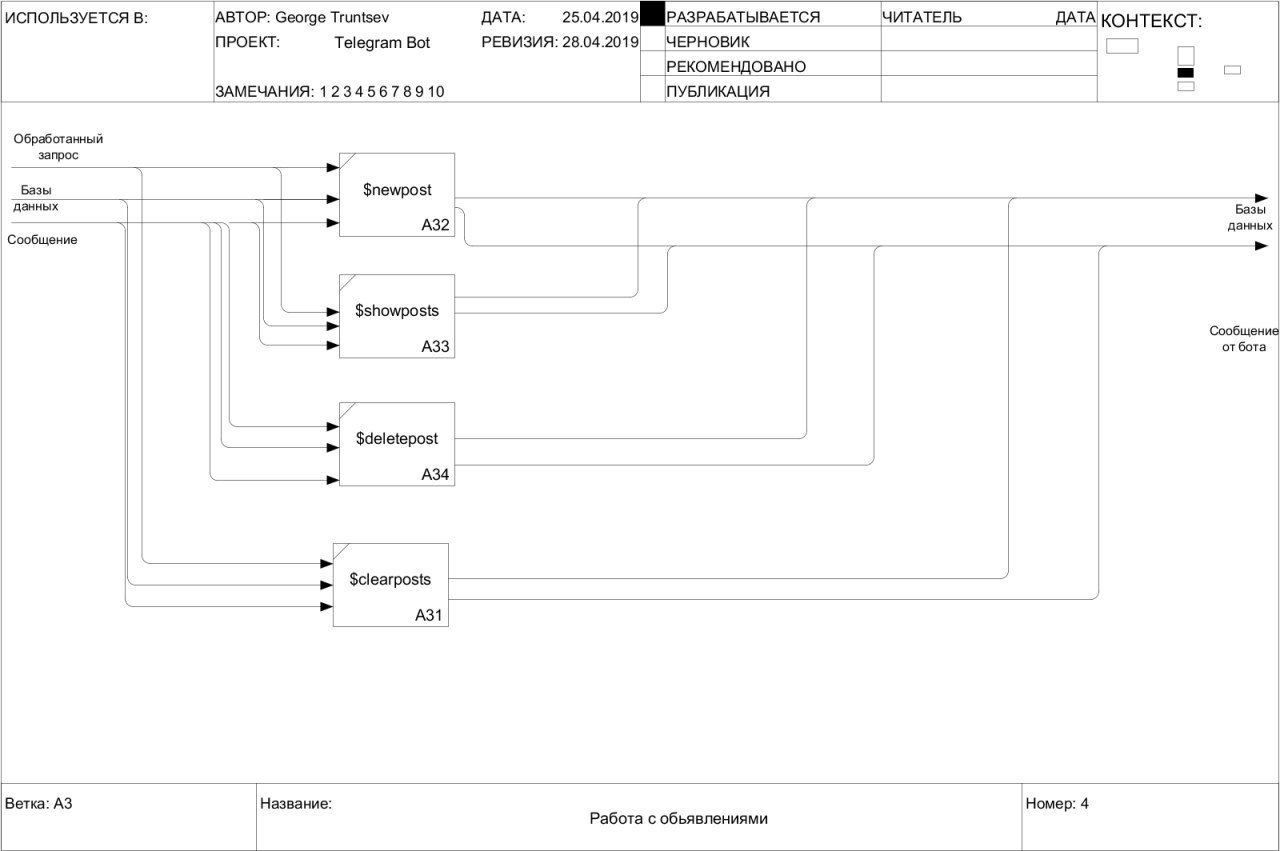 ИСПОЛЬЗУЕТСЯ В:
АВТОР: George Truntsev
ДАТА: 25.04.2019
ПРОЕКТ: Telegram Bot
РЕВИЗИЯ: 28.04.2019
ЗАМЕЧАНИЯ: 1 2 3 4 5 6 7 8 9 10
РАЗРАБАТЫВАЕТСЯ
ЧЕРНОВИК
РЕКОМЕНДОВАНО
ПУБЛИКАЦИЯ
ЧИТАТЕЛЬ ДАТА
КОНТЕКСТ:
Обработанный
запрос
Базы
данных
Сообщение
$newpost
A32
$showposts
A33
$deletepost
A34
$clearposts
A31
Базы
данных
Сообщение
от бота
Ветка: A3
Название:
Работа с обьявлениями
Номер: 4